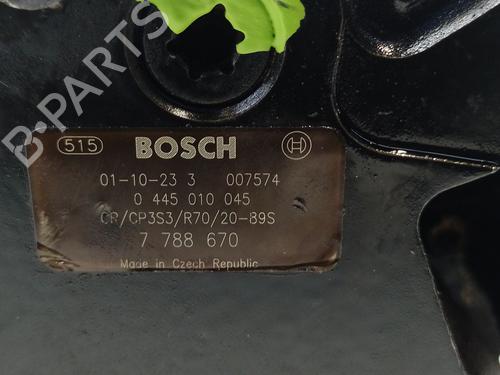 515 BOSCH
01-10-23 3 007574
0 445 010 045
CR/CP3S3/R70/20-89S
7 788 670
Made in Czech Republic
B-PARTS